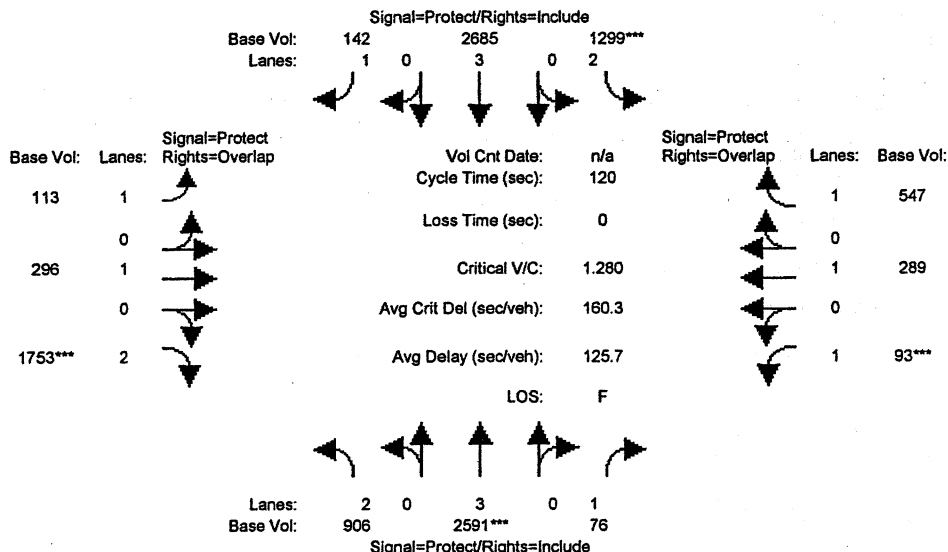 Signal=Protect/Rights=Include
Base Vol: 142 2685 1299***
Lanes: 1 0 3 0 2
Signal=Protect Signal=Protect
Base Vol: Lanes: Rights=Overlap Vol Cnt Date: n/a Rights=Overlap Lanes: Base Vol:
Cycle Time (sec): 120
113 1 1 547
Loss Time (sec): 0
0 0
296 1 Critical V/C: 1.280 1 289
0 Avg Crit Del (sec/veh): 160.3 0
1753*** 2 Avg Delay (sec/veh): 125.7 1 93***
LOS: F
Lanes: 2 0 3 0 1
Base Vol: 906 2591*** 76
Signal=Protect/Rights=Include